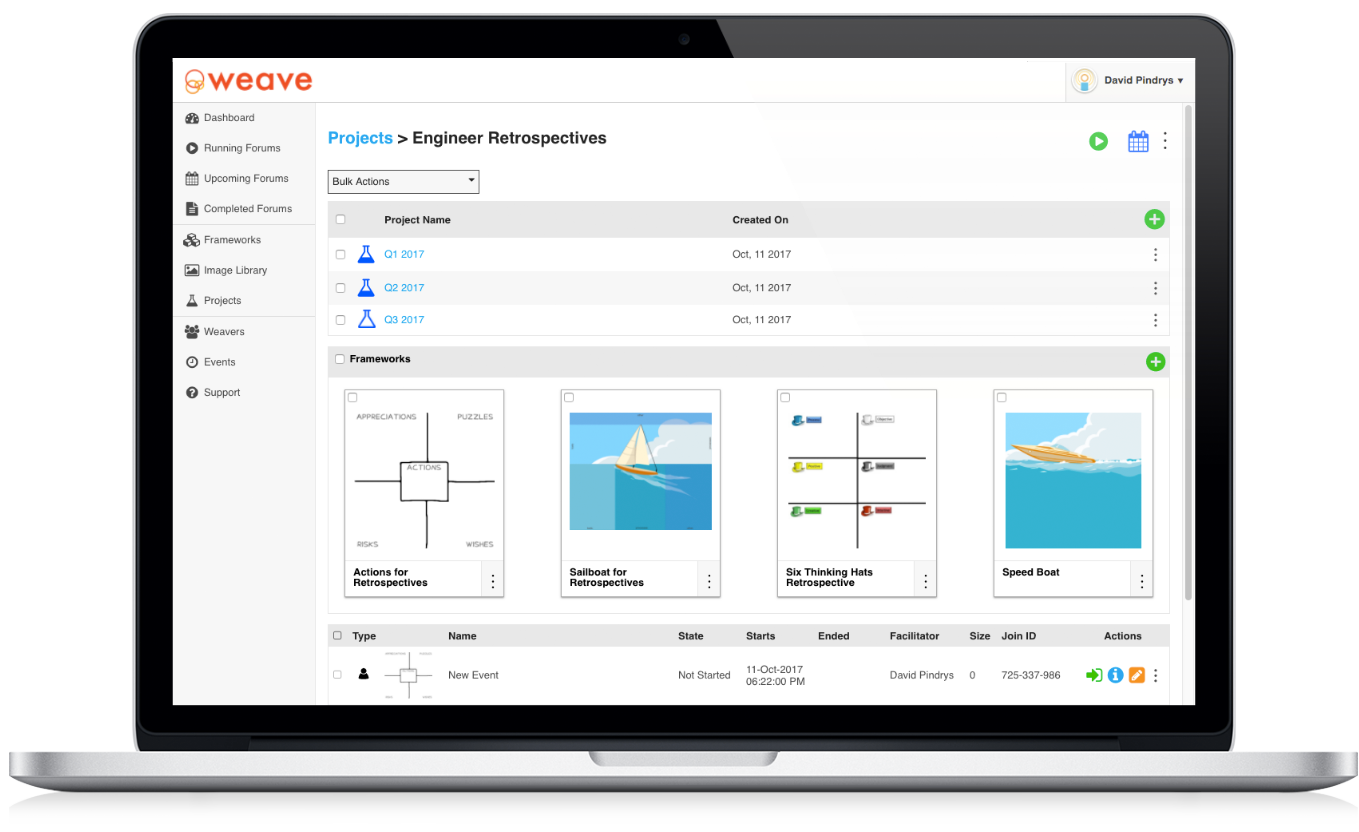 weave
David Pindrys ▾
Dashboard
Running Forums
Upcoming Forums
Completed Forums
Frameworks
Image Library
Projects
Weavers
Events
Support
Projects > Engineer Retrospectives
Bulk Actions
Project Name Created On
Q1 2017 Oct, 11 2017
Q2 2017 Oct, 11 2017
Q3 2017 Oct, 11 2017
Frameworks
APPRECIATIONS PUZZLES
ACTIONS
RISKS WISHES
Actions for
Retrospectives
Sailboat for
Retrospectives
Six Thinking Hats
Retrospective
Speed Boat
Type Name State Starts Ended Facilitator Size Join ID Actions
New Event Not Started 11-Oct-2017
06:22:00 PM David Pindrys 0 725-337-986